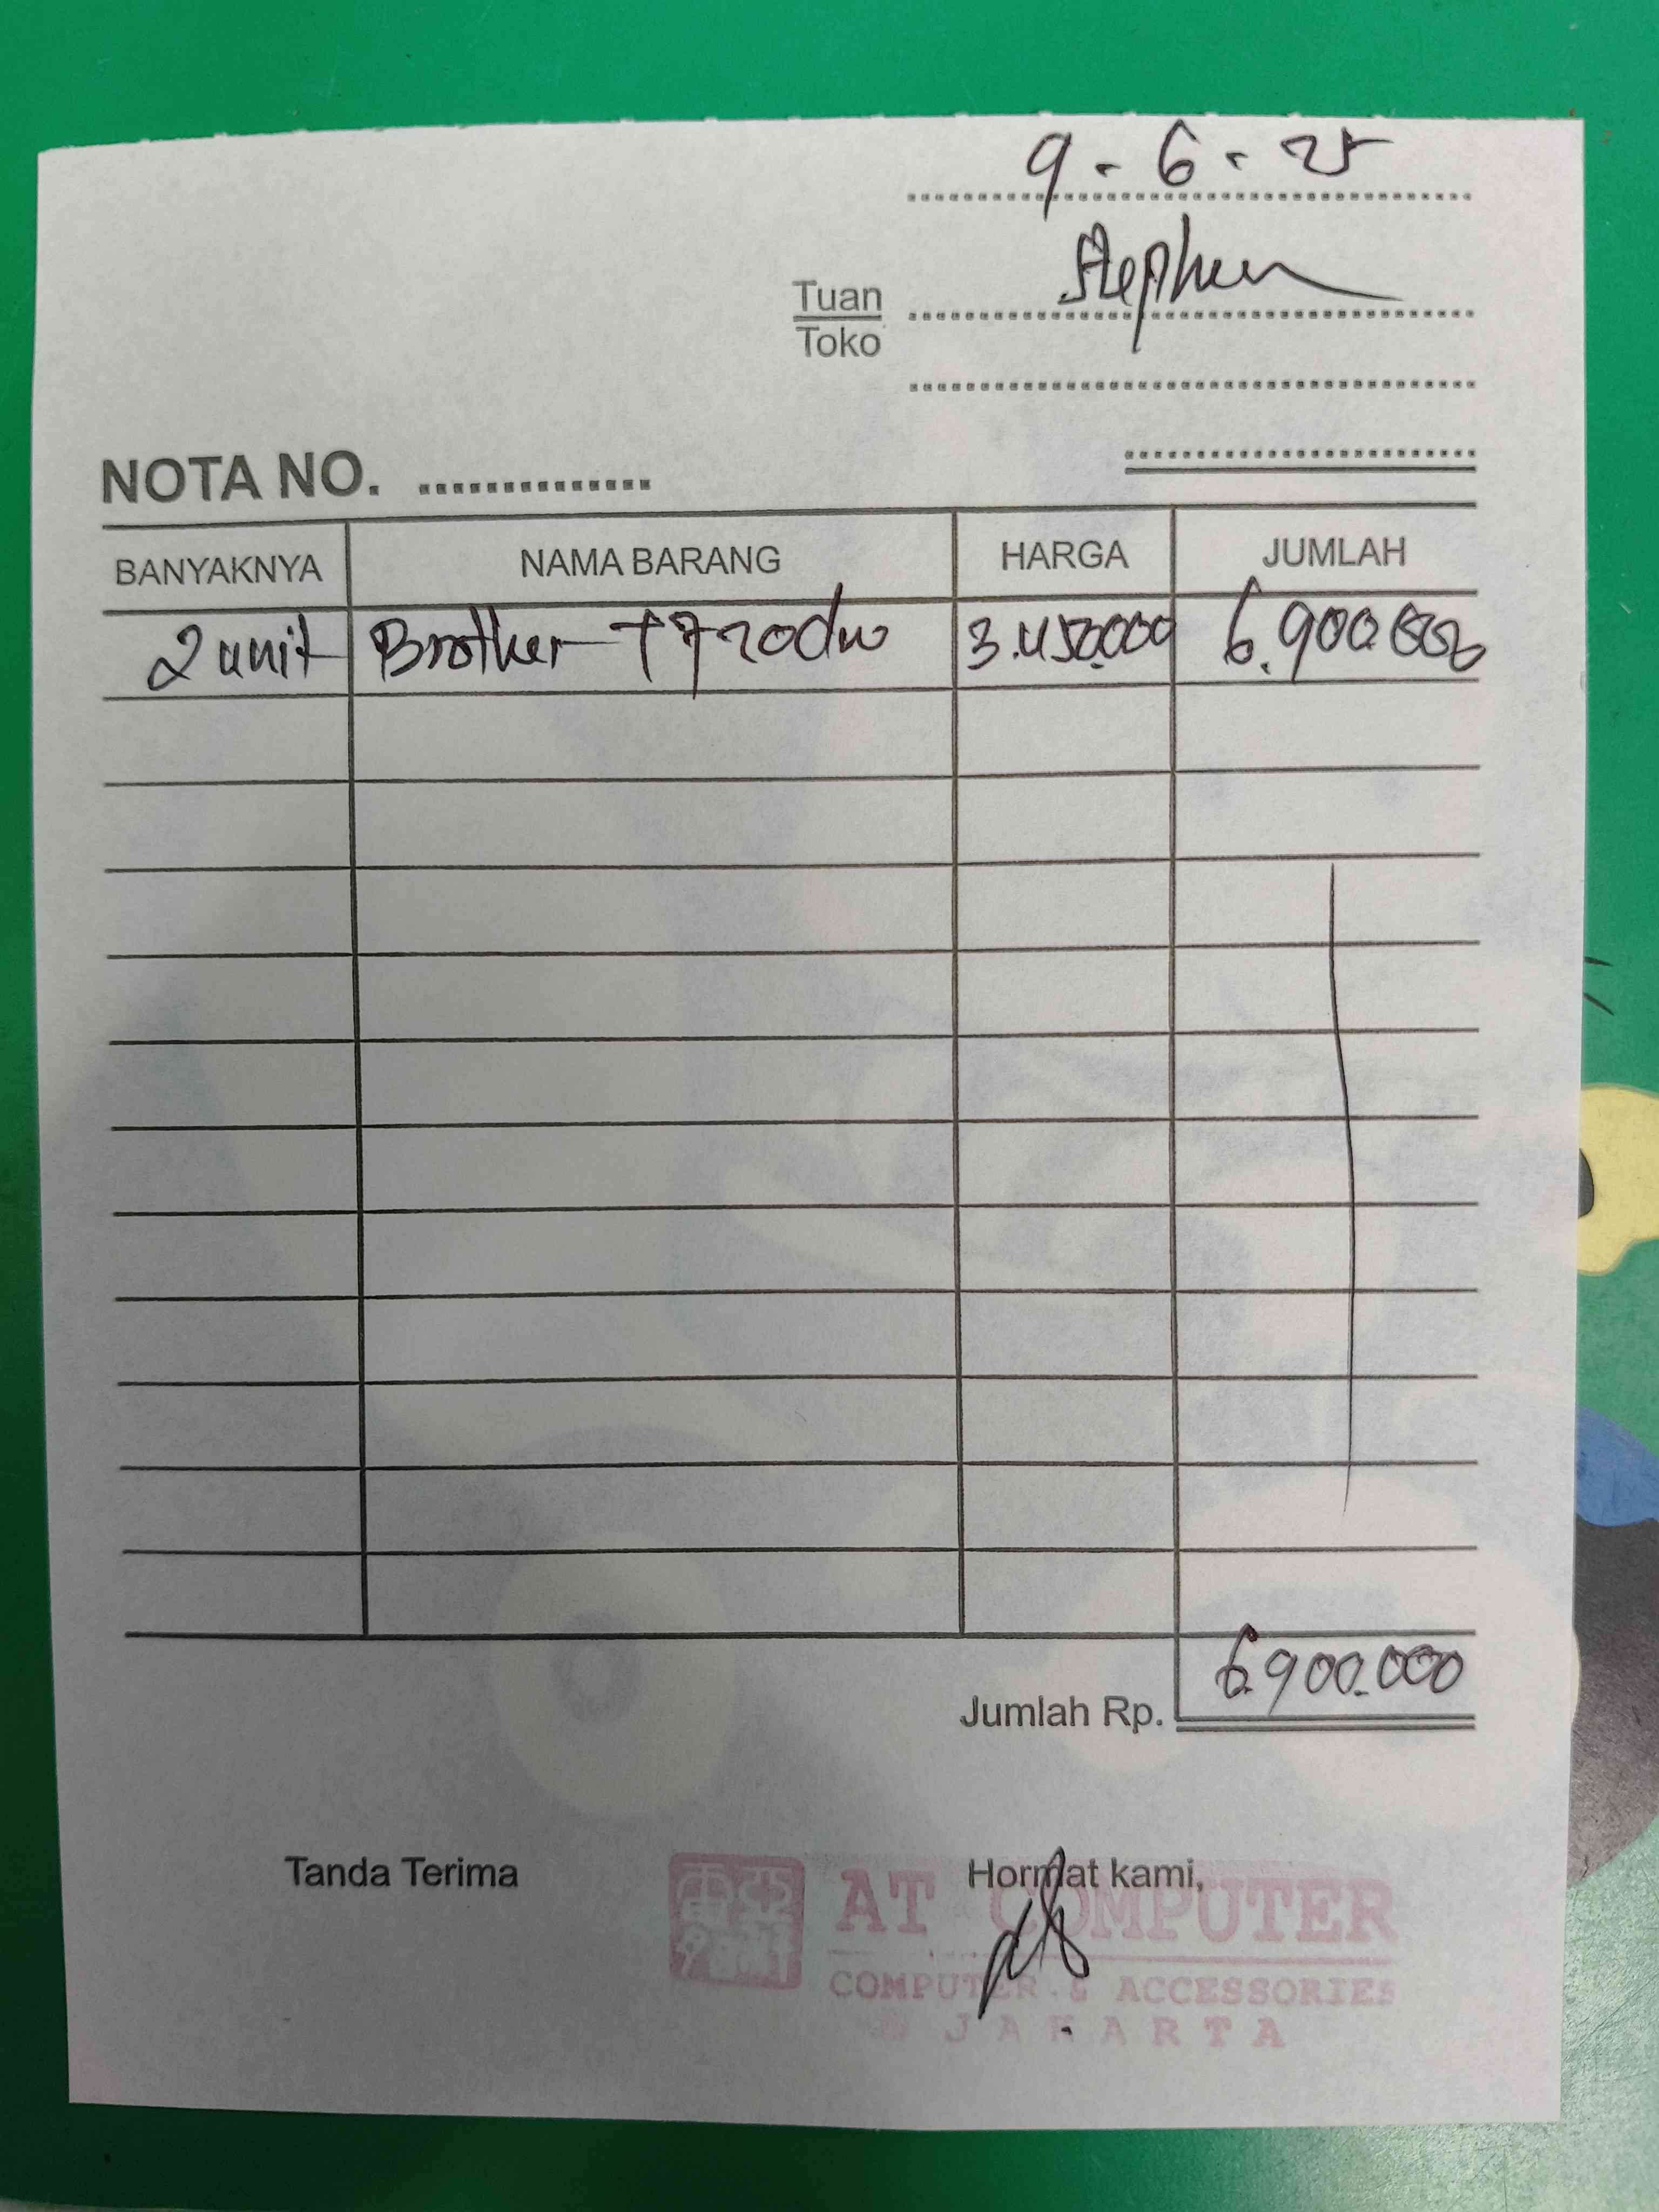 9 - 6 - 25
Stephen
Tuan
Toko
NOTA NO. ...............
BANYAKNYA NAMA BARANG HARGA JUMLAH
2 unit Brother T720dw 3.450.000 6.900.000
6.900.000
Jumlah Rp.
Tanda Terima Hormat kami,
AT COMPUTER
COMPUTER & ACCESSORIES
JAKARTA